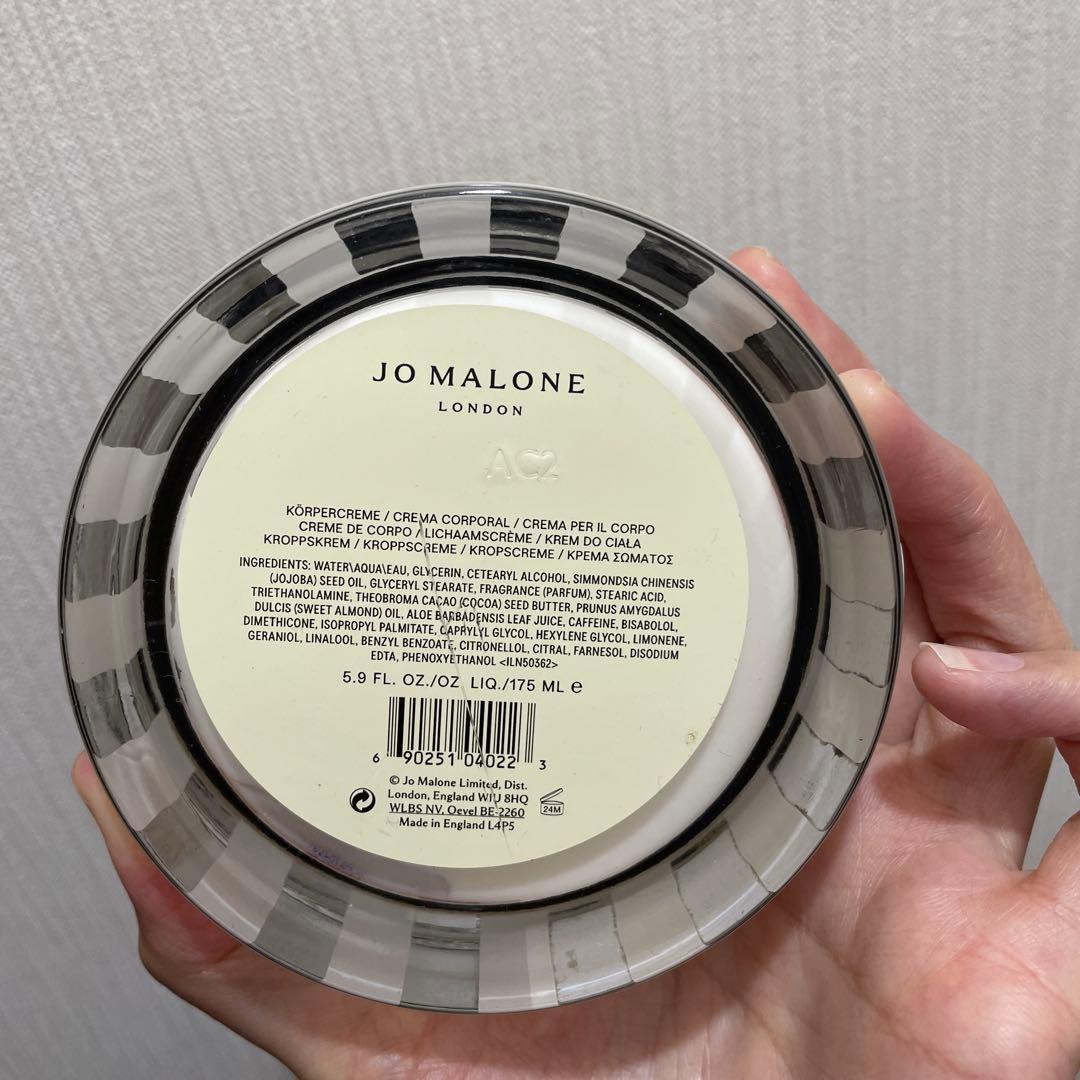 JO MALONE
LONDON
AC2
KÖRPERCREME / CREMA CORPORAL / CREMA PER IL CORPO
CREME DE CORPO / LICHAAMSCRÈME / KREM DO CIAŁA
KROPPSKREM / KROPPSCREME / KROPSCREME / ΚΡΕΜΑ ΣΩΜΑΤΟΣ
INGREDIENTS: WATER\AQUA\EAU, GLYCERIN, CETEARYL ALCOHOL, SIMMONDSIA CHINENSIS
(JOJOBA) SEED OIL, GLYCERYL STEARATE, FRAGRANCE (PARFUM), STEARIC ACID,
TRIETHANOLAMINE, THEOBROMA CACAO (COCOA) SEED BUTTER, PRUNUS AMYGDALUS
DULCIS (SWEET ALMOND) OIL, ALOE BARBADENSIS LEAF JUICE, CAFFEINE, BISABOLOL,
DIMETHICONE, ISOPROPYL PALMITATE, CAPRYLYL GLYCOL, HEXYLENE GLYCOL, LIMONENE,
GERANIOL, LINALOOL, BENZYL BENZOATE, CITRONELLOL, CITRAL, FARNESOL, DISODIUM
EDTA, PHENOXYETHANOL <ILN50362>
5.9 FL. OZ./OZ LIQ./175 ML e
6 90251 04022 3
© Jo Malone Limited, Dist.
London, England W1U 8HQ
WLBS NV, Oevel BE-2260
Made in England L4P5
24M